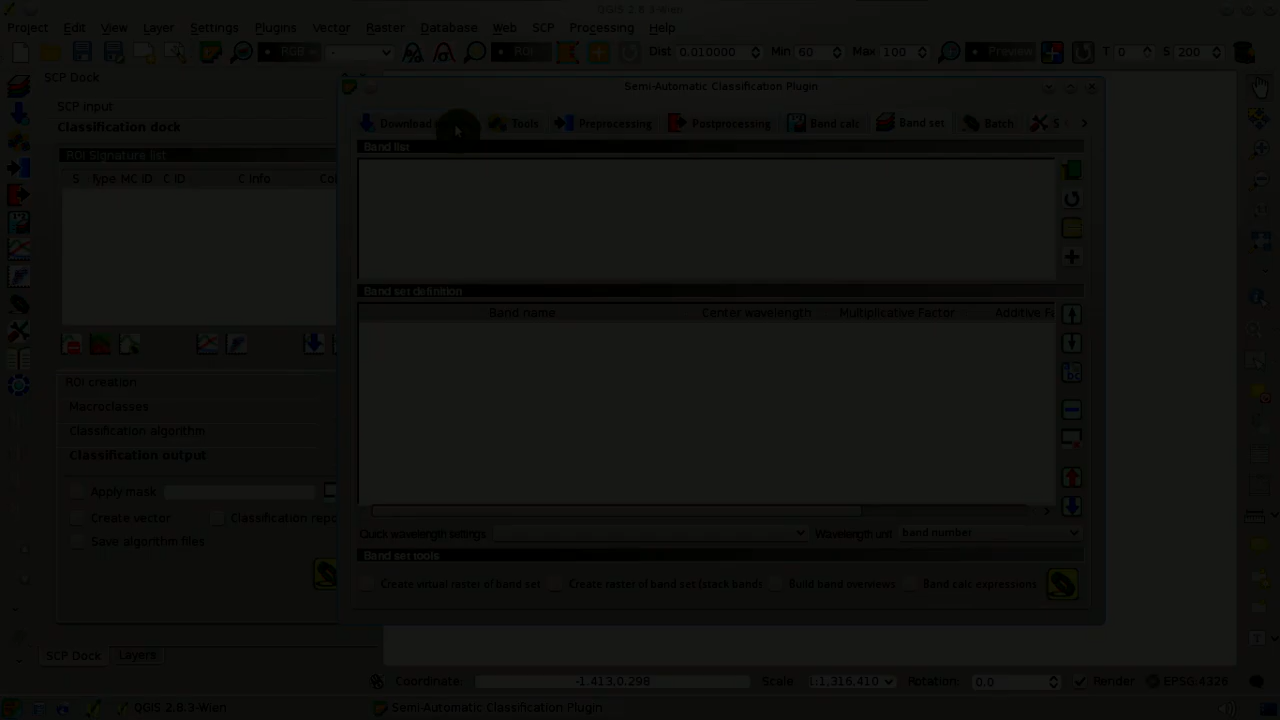 QGIS 2.8.3-Wien
Project Edit View Layer Settings Plugins Vector Raster Database Web SCP Processing Help
RGB = - ROI Dist 0.010000 Min 60 Max 100 Preview T 0 S 200
SCP Dock
Semi-Automatic Classification Plugin
SCP input
Classification dock
Download Tools Preprocessing Postprocessing Band calc Band set Batch S
Band list
ROI Signature list
S Type MC ID C ID C Info Col
Band set definition
Band name Center wavelength Multiplicative Factor Additive Fa
ROI creation
Macroclasses
Classification algorithm
Classification output
Apply mask
Create vector Classification repo
Save algorithm files
Quick wavelength settings Wavelength unit band number
Band set tools
Create virtual raster of band set Create raster of band set (stack bands Build band overviews Band calc expressions
SCP Dock Layers
Coordinate: -1.413,0.298 Scale 1:1,316,410 Rotation: 0.0 Render EPSG:4326
QGIS 2.8.3-Wien Semi-Automatic Classification Plugin